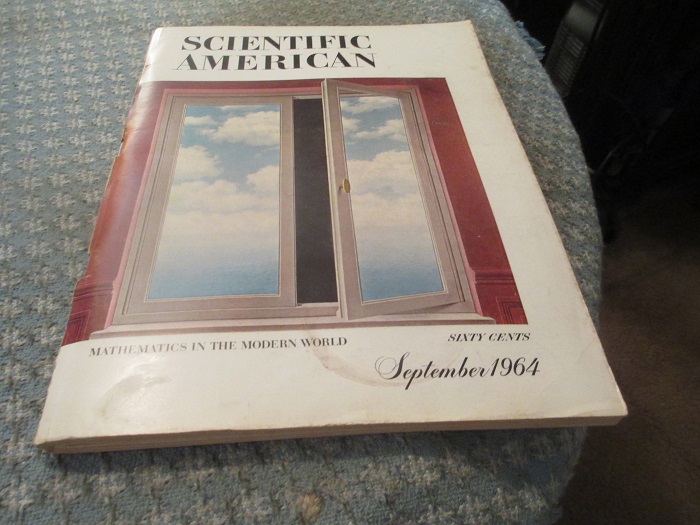 SCIENTIFIC
AMERICAN
MATHEMATICS IN THE MODERN WORLD
SIXTY CENTS
September 1964